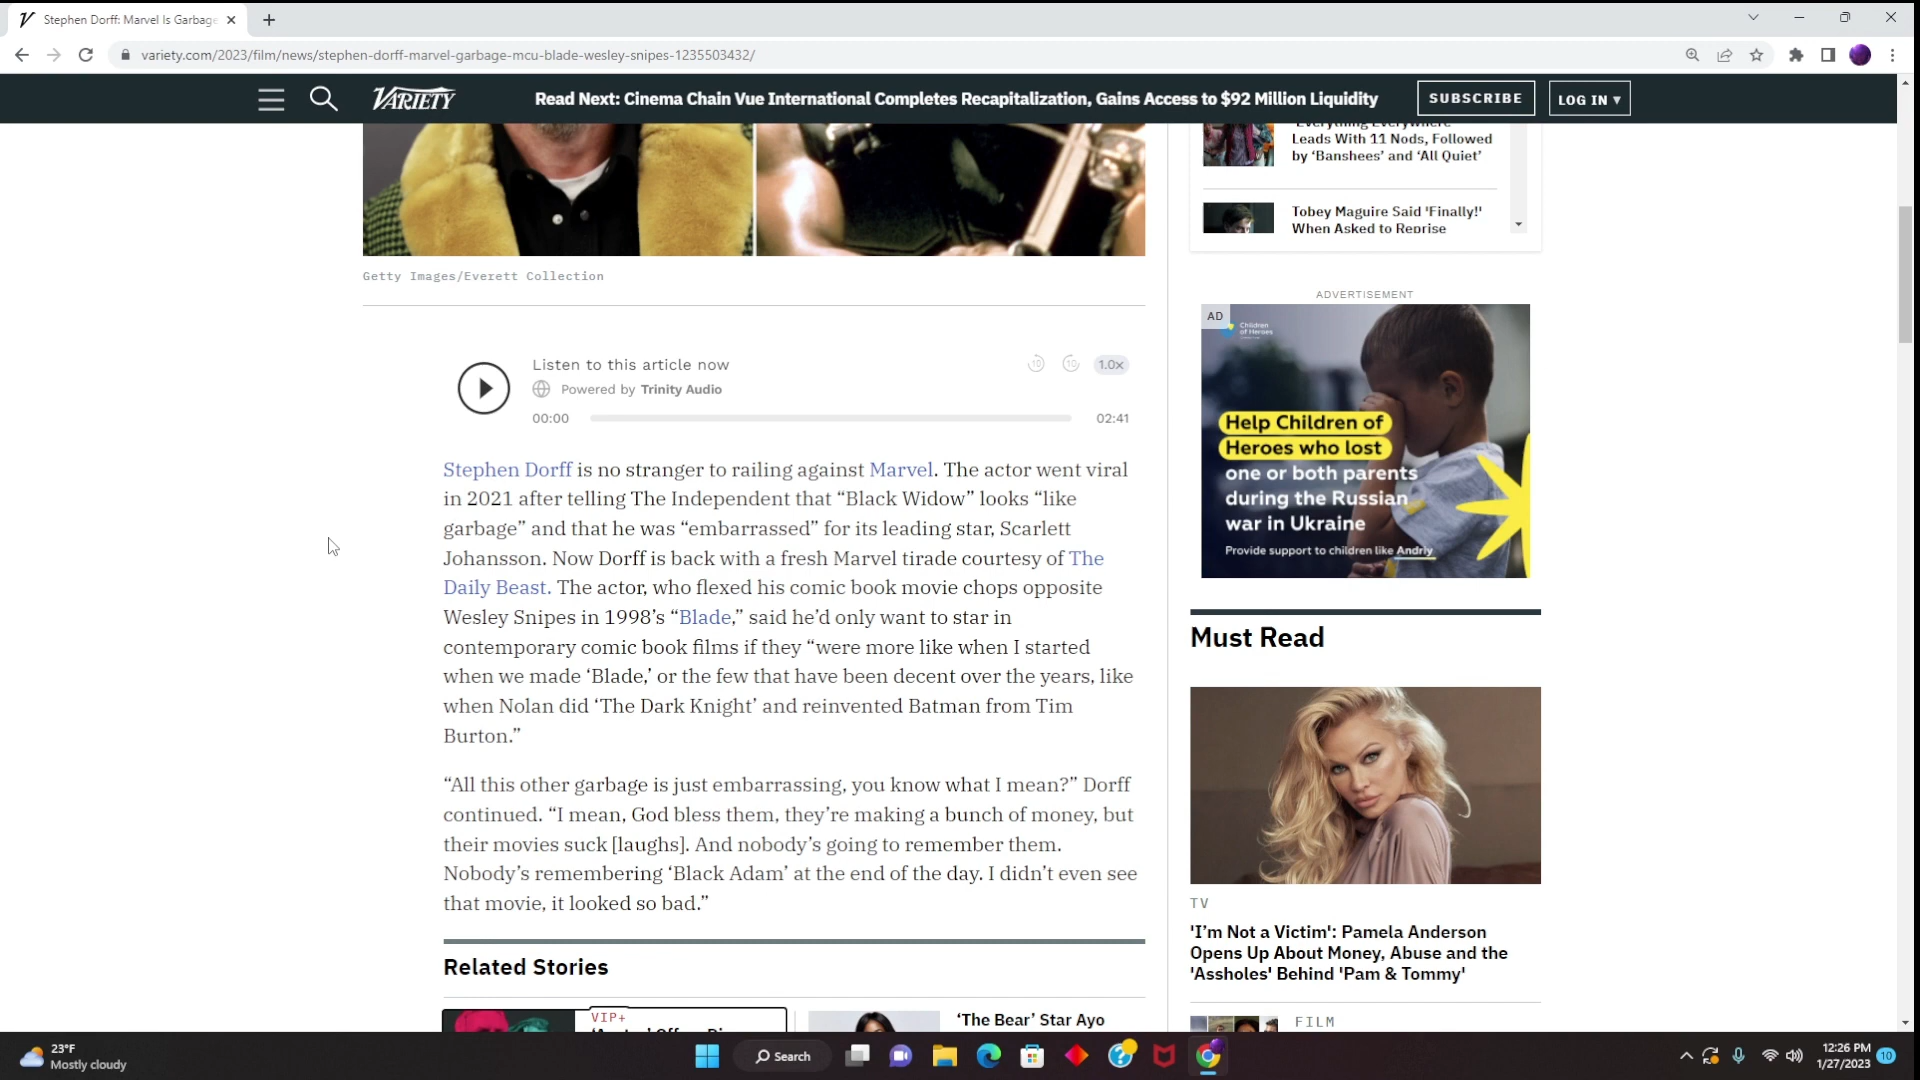 Stephen Dorff: Marvel Is Garbage
variety.com/2023/film/news/stephen-dorff-marvel-garbage-mcu-blade-wesley-snipes-1235503432/
VARIETY
Read Next: Cinema Chain Vue International Completes Recapitalization, Gains Access to $92 Million Liquidity
SUBSCRIBE
LOG IN ▾
Getty Images/Everett Collection
Listen to this article now
Powered by Trinity Audio
10
10
1.0x
00:00
02:41
Stephen Dorff is no stranger to railing against Marvel. The actor went viral
in 2021 after telling The Independent that “Black Widow” looks “like
garbage” and that he was “embarrassed” for its leading star, Scarlett
Johansson. Now Dorff is back with a fresh Marvel tirade courtesy of The
Daily Beast. The actor, who flexed his comic book movie chops opposite
Wesley Snipes in 1998’s “Blade,” said he’d only want to star in
contemporary comic book films if they “were more like when I started
when we made ‘Blade,’ or the few that have been decent over the years, like
when Nolan did ‘The Dark Knight’ and reinvented Batman from Tim
Burton.”
“All this other garbage is just embarrassing, you know what I mean?” Dorff
continued. “I mean, God bless them, they’re making a bunch of money, but
their movies suck [laughs]. And nobody’s going to remember them.
Nobody’s remembering ‘Black Adam’ at the end of the day. I didn’t even see
that movie, it looked so bad.”
Related Stories
VIP+
‘The Bear’ Star Ayo
'Everything Everywhere'
Leads With 11 Nods, Followed
by ‘Banshees’ and ‘All Quiet’
Tobey Maguire Said 'Finally!'
When Asked to Reprise
ADVERTISEMENT
AD
Children
of Heroes
Help Children of
Heroes who lost
one or both parents
during the Russian
war in Ukraine
Provide support to children like Andriy
Must Read
TV
'I’m Not a Victim': Pamela Anderson
Opens Up About Money, Abuse and the
'Assholes' Behind 'Pam & Tommy'
FILM
23°F
Mostly cloudy
Search
12:26 PM
1/27/2023
10